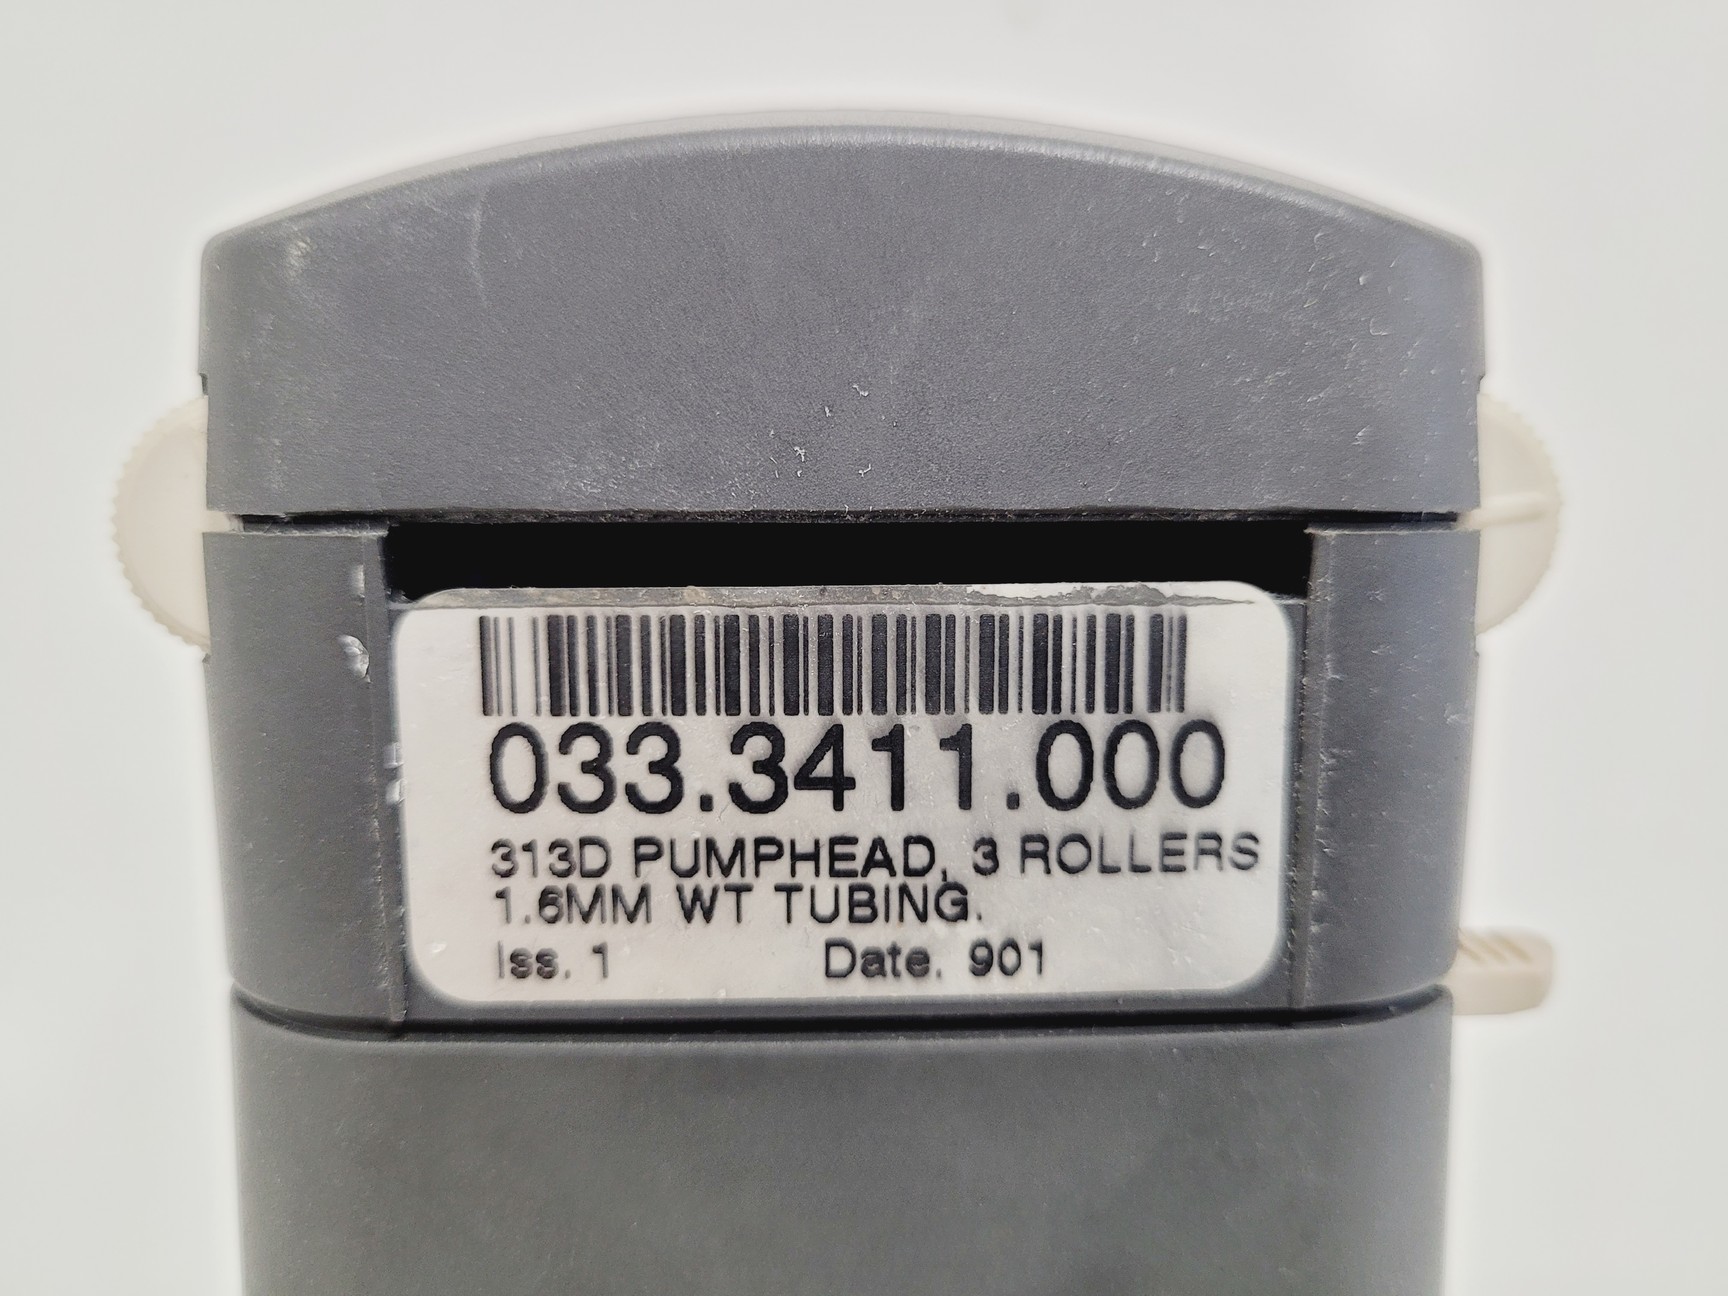 033.3411.000
313D PUMPHEAD, 3 ROLLERS
1.6MM WT TUBING.
Iss. 1 Date. 901